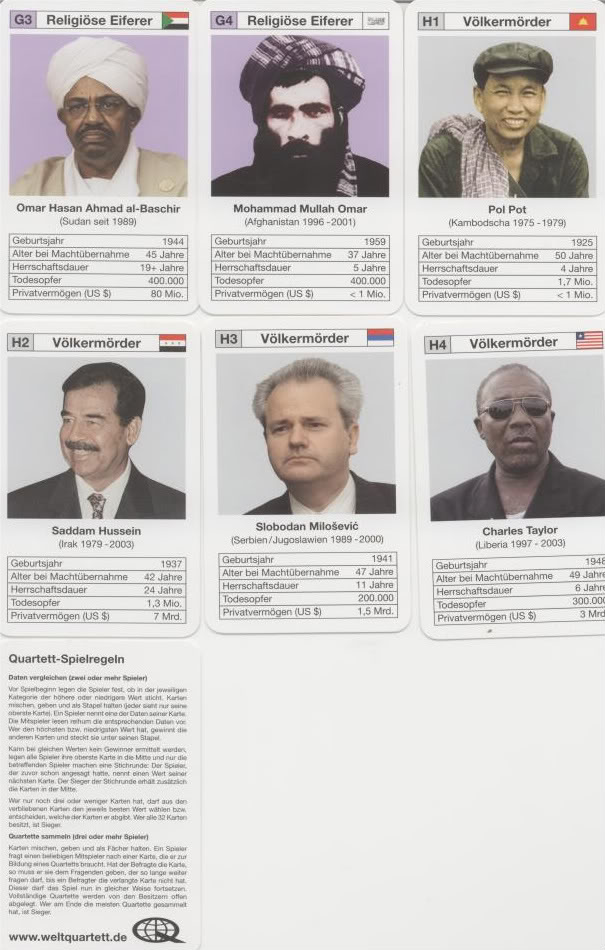 G3 Religiöse Eiferer
Omar Hasan Ahmad al-Baschir
(Sudan seit 1989)
Geburtsjahr 1944
Alter bei Machtübernahme 45 Jahre
Herrschaftsdauer 19+ Jahre
Todesopfer 400.000
Privatvermögen (US $) 80 Mio.
G4 Religiöse Eiferer
Mohammad Mullah Omar
(Afghanistan 1996 - 2001)
Geburtsjahr 1959
Alter bei Machtübernahme 37 Jahre
Herrschaftsdauer 5 Jahre
Todesopfer 400.000
Privatvermögen (US $) < 1 Mio.
H1 Völkermörder
Pol Pot
(Kambodscha 1975 - 1979)
Geburtsjahr 1925
Alter bei Machtübernahme 50 Jahre
Herrschaftsdauer 4 Jahre
Todesopfer 1,7 Mio.
Privatvermögen (US $) < 1 Mio.
H2 Völkermörder
Saddam Hussein
(Irak 1979 - 2003)
Geburtsjahr 1937
Alter bei Machtübernahme 42 Jahre
Herrschaftsdauer 24 Jahre
Todesopfer 1,3 Mio.
Privatvermögen (US $) 7 Mrd.
H3 Völkermörder
Slobodan Milošević
(Serbien/Jugoslawien 1989 - 2000)
Geburtsjahr 1941
Alter bei Machtübernahme 47 Jahre
Herrschaftsdauer 11 Jahre
Todesopfer 200.000
Privatvermögen (US $) 1,5 Mrd.
H4 Völkermörder
Charles Taylor
(Liberia 1997 - 2003)
Geburtsjahr 1948
Alter bei Machtübernahme 49 Jahre
Herrschaftsdauer 6 Jahre
Todesopfer 300.000
Privatvermögen (US $) 3 Mrd
Quartett-Spielregeln
Daten vergleichen (zwei oder mehr Spieler)
Vor Spielbeginn legen die Spieler fest, ob in der jeweiligen
Kategorie der höhere oder niedrigere Wert sticht. Karten
mischen, geben und als Stapel halten (jeder sieht nur seine
oberste Karte). Ein Spieler nennt eine der Daten seiner Karte.
Die Mitspieler lesen reihum die entsprechenden Daten vor.
Wer den höchsten bzw. niedrigsten Wert hat, gewinnt die
anderen Karten und steckt sie unter seinen Stapel.
Kann bei gleichen Werten kein Gewinner ermittelt werden,
legen alle Spieler ihre oberste Karte in die Mitte und nur die
betreffenden Spieler machen eine Stichrunde: Der Spieler,
der zuvor schon angesagt hatte, nennt einen Wert seiner
nächsten Karte. Der Sieger der Stichrunde erhält zusätzlich
die Karten in der Mitte.
Wer nur noch drei oder weniger Karten hat, darf aus den
verbliebenen Karten den jeweils besten Wert wählen bzw.
entscheiden, welche der Karten er abgibt. Wer alle 32 Karten
besitzt, ist Sieger.
Quartette sammeln (drei oder mehr Spieler)
Karten mischen, geben und als Fächer halten. Ein Spieler
fragt einen beliebigen Mitspieler nach einer Karte, die er zur
Bildung eines Quartetts braucht. Hat der Befragte die Karte,
so muss er sie dem Fragenden geben, der so lange weiter
fragen darf, bis ein Befragter die verlangte Karte nicht hat.
Dieser darf das Spiel nun in gleicher Weise fortsetzen.
Vollständige Quartette werden von den Besitzern offen
abgelegt. Wer am Ende die meisten Quartette gesammelt
hat, ist Sieger.
www.weltquartett.de